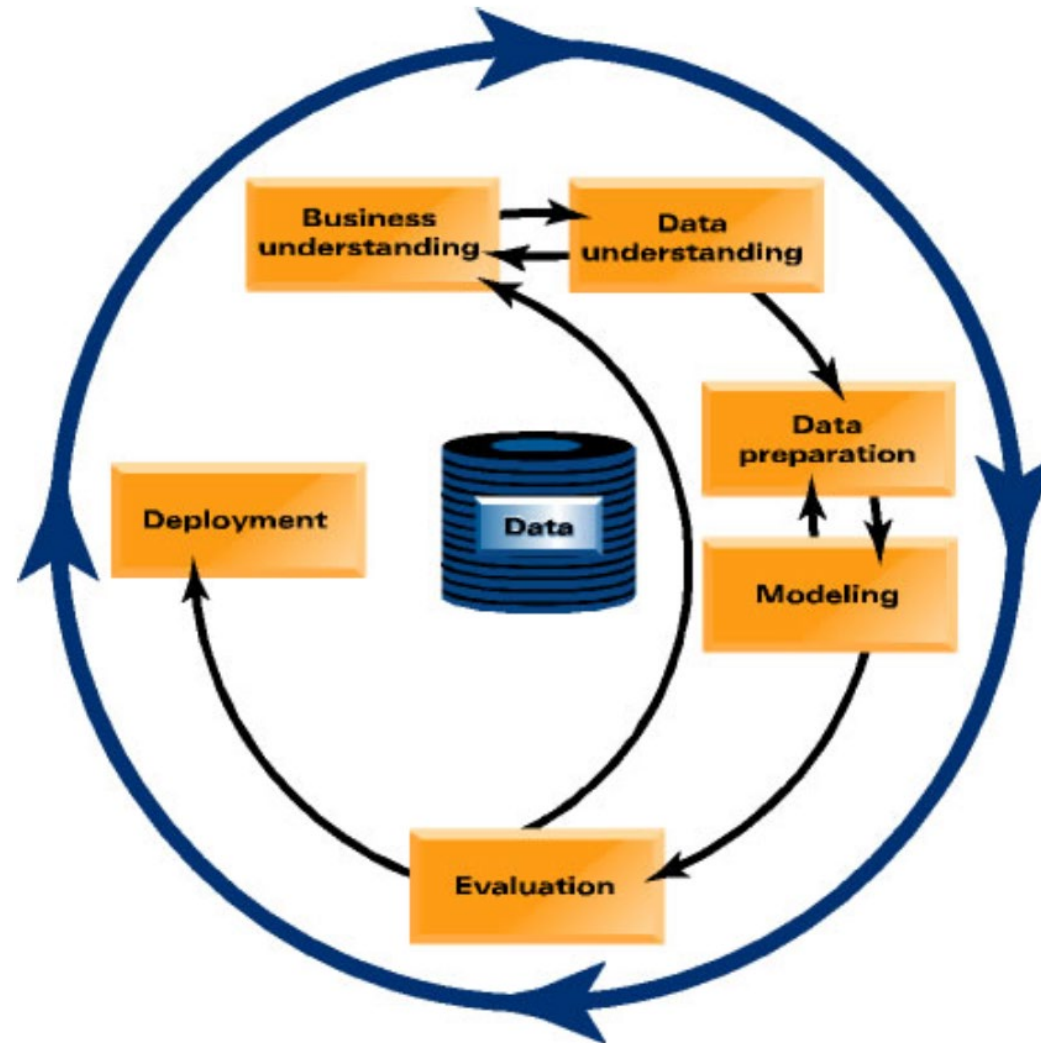 Business
understanding
Data
understanding
Data
preparation
Deployment
Data
Modeling
Evaluation